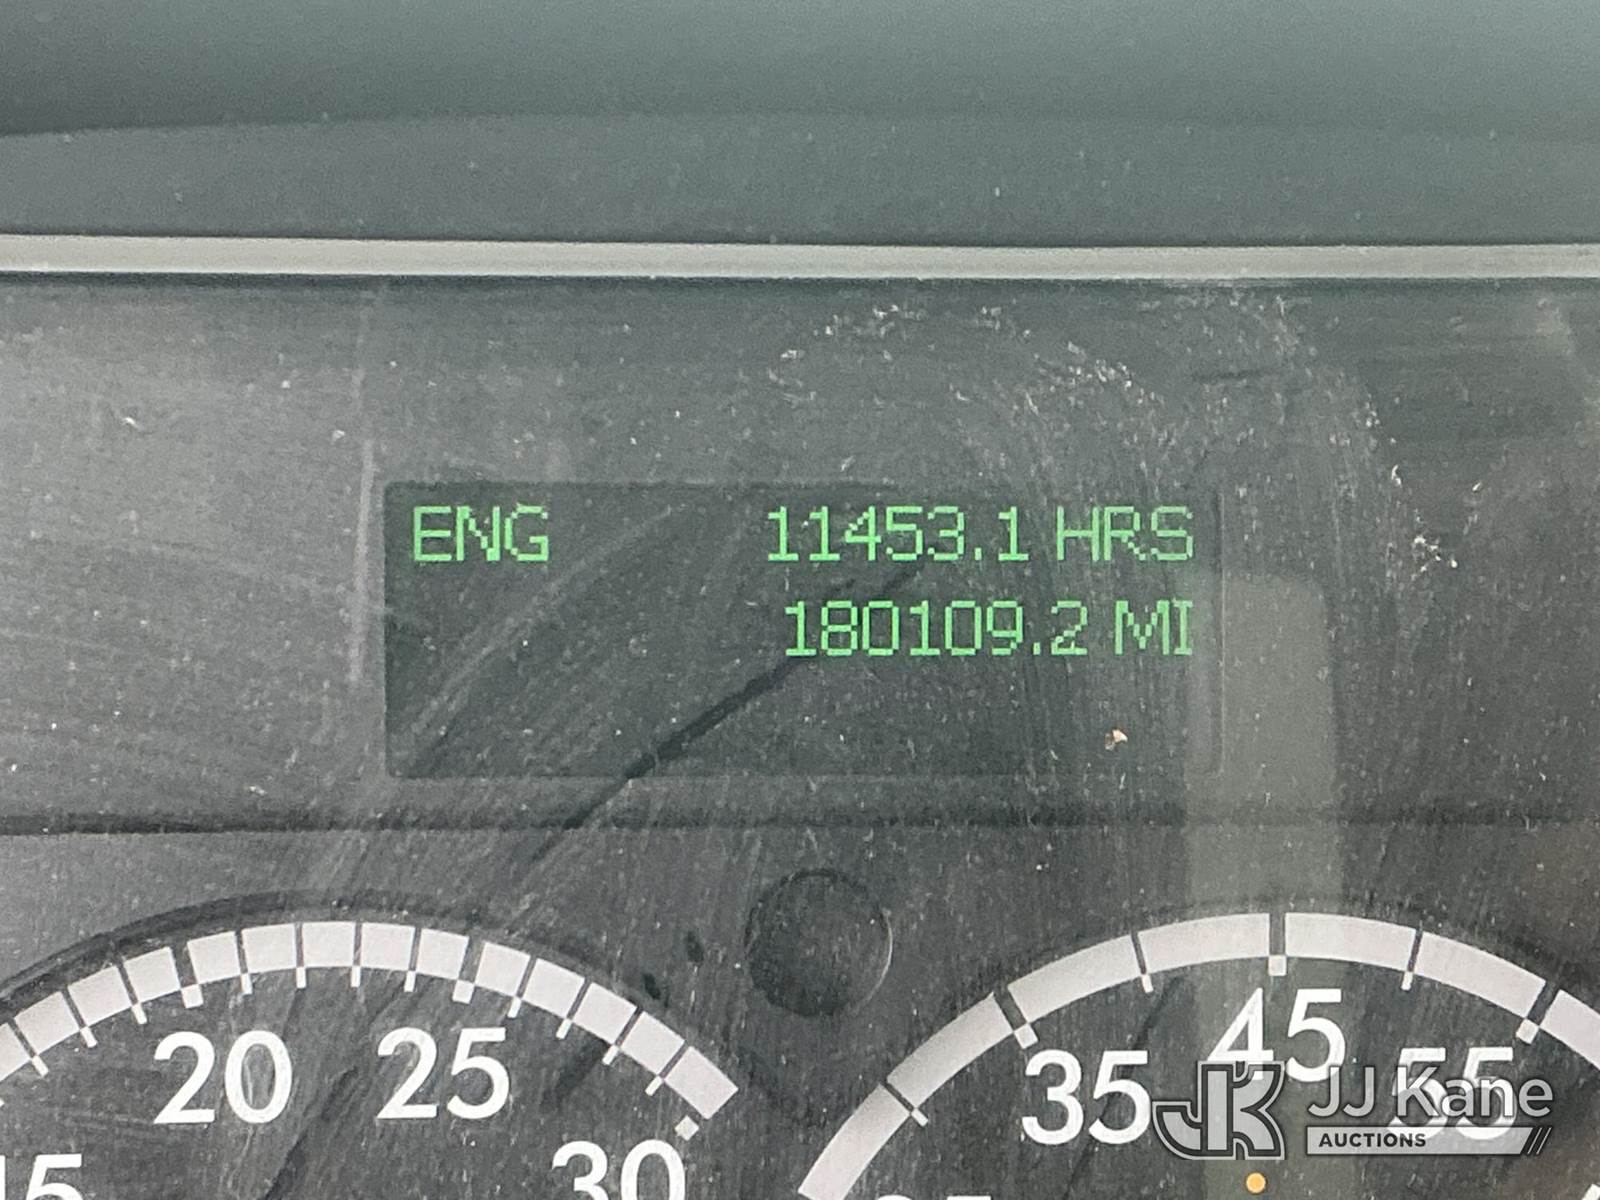 ENG 11453.1 HRS
180109.2 MI
20 25 30
35 45 55
JJ Kane
AUCTIONS